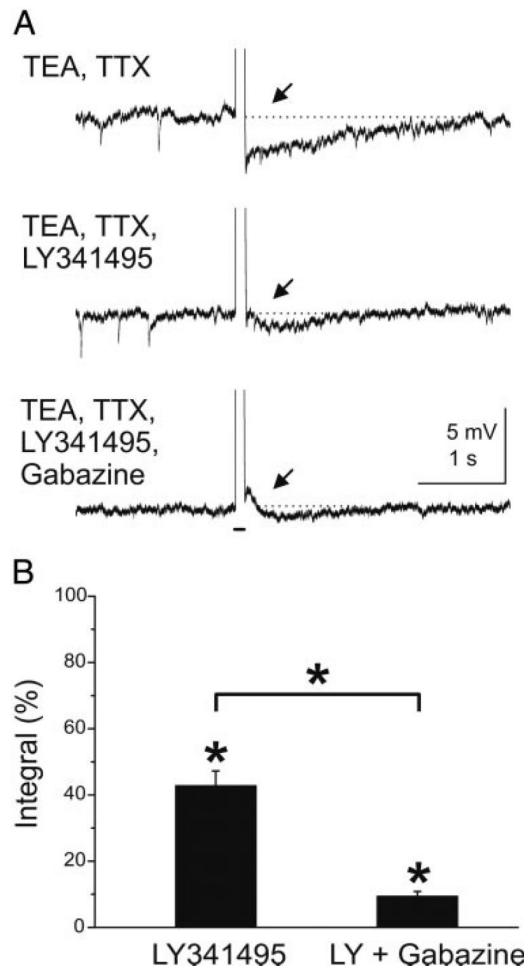 A
TEA, TTX
TEA, TTX,
LY341495
TEA, TTX,
LY341495,
Gabazine
5 mV
1 s
B
Integral (%)
100
80
60
40
20
0
*
*
*
LY341495
LY + Gabazine